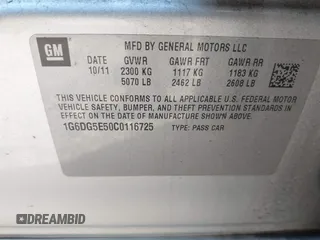 GM
MFD BY GENERAL MOTORS LLC
DATE GVWR GAWR FRT GAWR RR
10/11 2300 KG 1117 KG 1183 KG
5070 LB 2462 LB 2608 LB
THIS VEHICLE CONFORMS TO ALL APPLICABLE U.S. FEDERAL MOTOR
VEHICLE SAFETY, BUMPER, AND THEFT PREVENTION STANDARDS IN
EFFECT ON THE DATE OF MANUFACTURE SHOWN ABOVE.
1G6DG5E50C0116725 TYPE: PASS CAR
DREAMBID